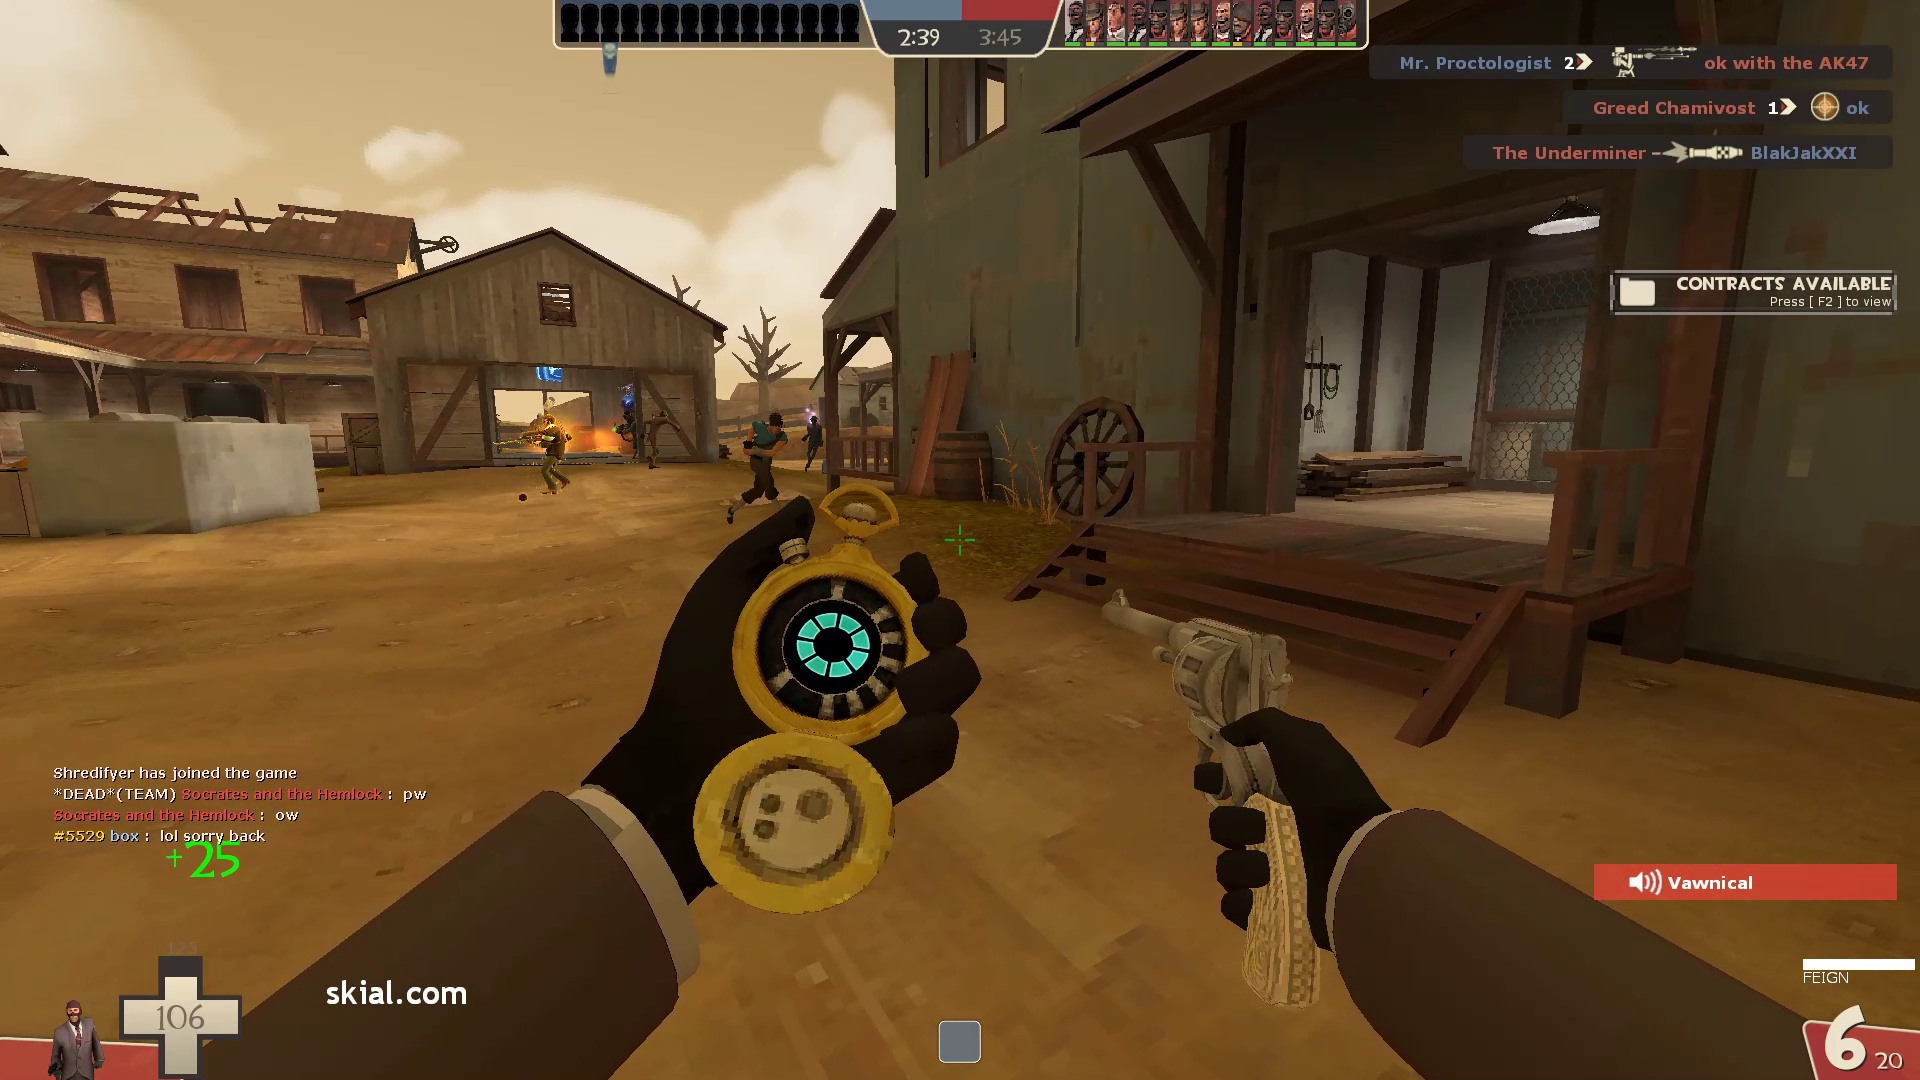 2:39
3:45
Mr. Proctologist 2 ok with the AK47
Greed Chamivost 1 ok
The Underminer BlakJakXXI
CONTRACTS AVAILABLE
Press [ F2 ] to view
Shredifyer has joined the game
*DEAD*(TEAM) Socrates and the Hemlock : pw
Socrates and the Hemlock : ow
#5529 box : lol sorry back
+25
Vawnical
125
106
skial.com
FEIGN
6 20